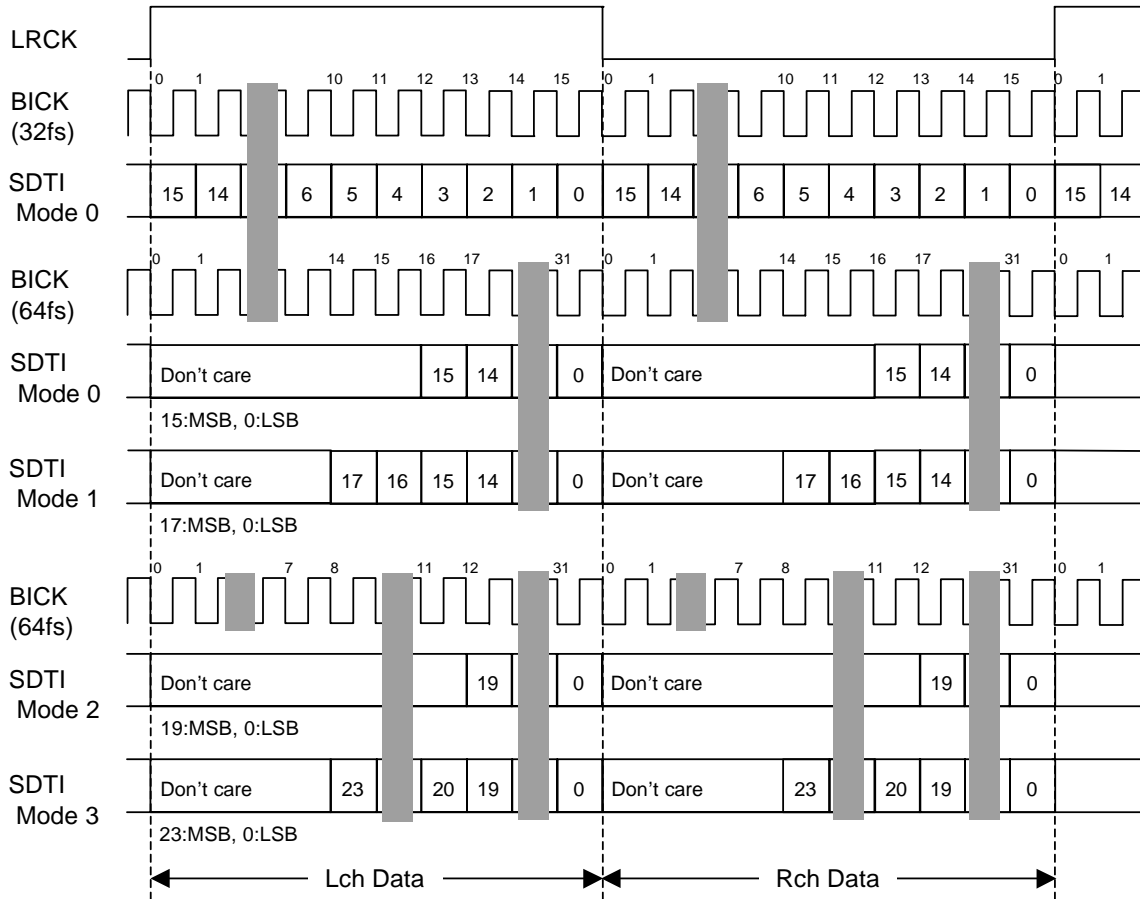 LRCK
0 1 10 11 12 13 14 15 0 1 10 11 12 13 14 15 0 1
BICK
(32fs)
SDTI
Mode 0
15 14 6 5 4 3 2 1 0 15 14 6 5 4 3 2 1 0 15 14
0 1 14 15 16 17 31 0 1 14 15 16 17 31 0 1
BICK
(64fs)
SDTI
Mode 0
Don't care 15 14 0 Don't care 15 14 0
15:MSB, 0:LSB
SDTI
Mode 1
Don't care 17 16 15 14 0 Don't care 17 16 15 14 0
17:MSB, 0:LSB
0 1 7 8 11 12 31 0 1 7 8 11 12 31 0 1
BICK
(64fs)
SDTI
Mode 2
Don't care 19 0 Don't care 19 0
19:MSB, 0:LSB
SDTI
Mode 3
Don't care 23 20 19 0 Don't care 23 20 19 0
23:MSB, 0:LSB
Lch Data Rch Data